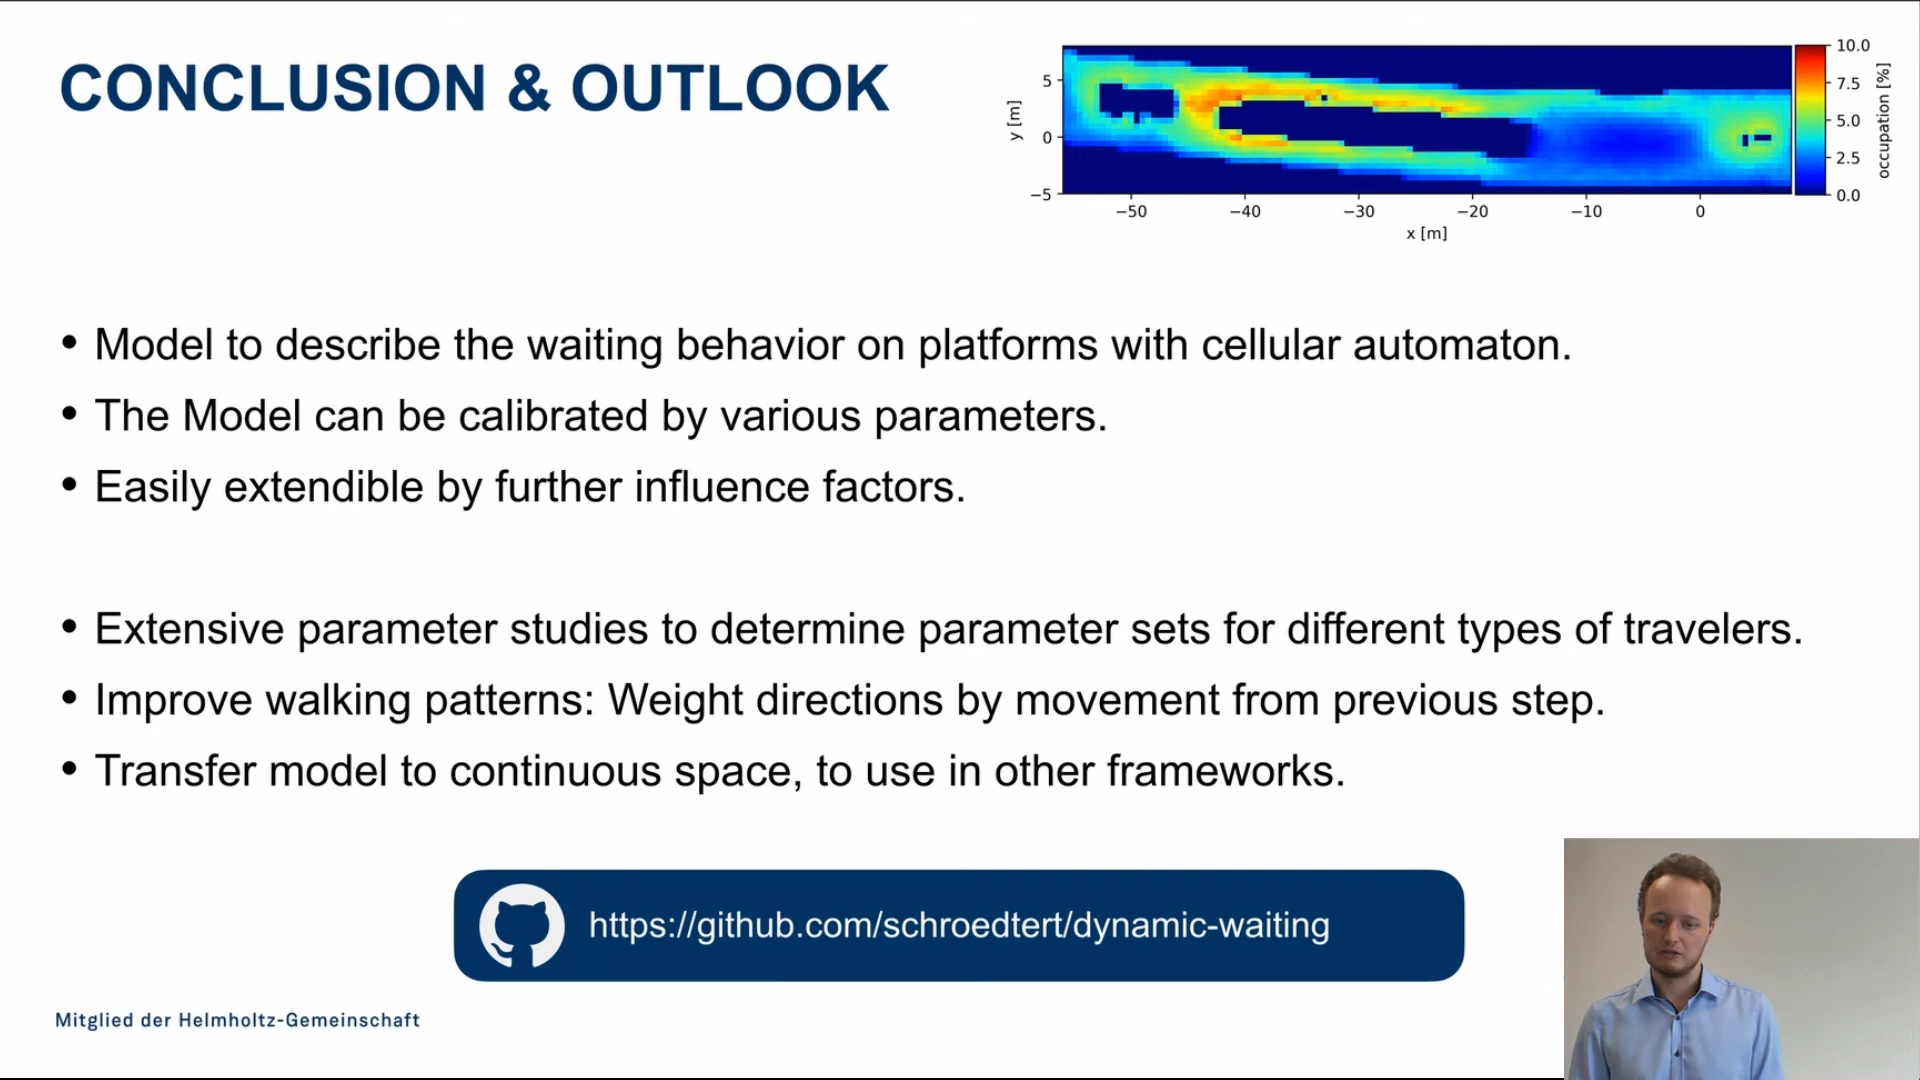 CONCLUSION & OUTLOOK
5
0
−5
y [m]
−50
−40
−30
−20
−10
0
x [m]
10.0
7.5
5.0
2.5
0.0
occupation [%]
• Model to describe the waiting behavior on platforms with cellular automaton.
• The Model can be calibrated by various parameters.
• Easily extendible by further influence factors.
• Extensive parameter studies to determine parameter sets for different types of travelers.
• Improve walking patterns: Weight directions by movement from previous step.
• Transfer model to continuous space, to use in other frameworks.
https://github.com/schroedtert/dynamic-waiting
Mitglied der Helmholtz-Gemeinschaft